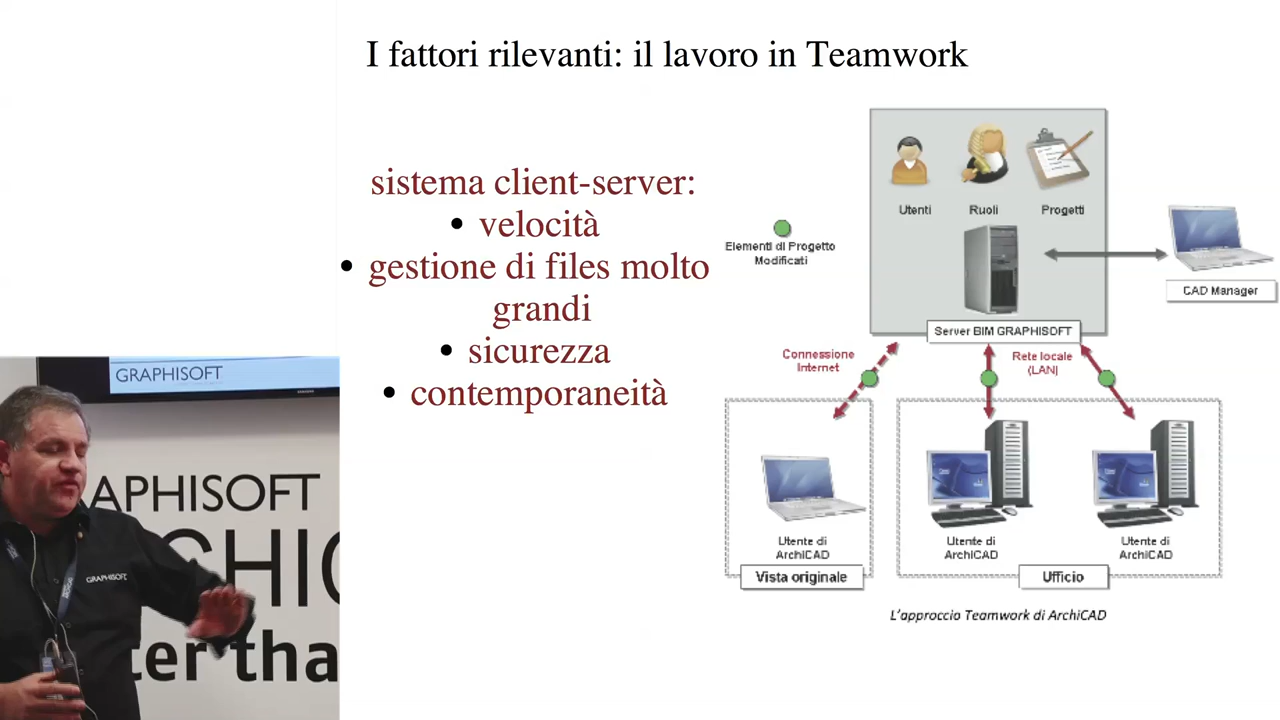 I fattori rilevanti: il lavoro in Teamwork
sistema client-server:
• velocità
• gestione di files molto
grandi
• sicurezza
• contemporaneità
Utenti
Ruoli
Progetti
Elementi di Progetto
Modificati
CAD Manager
Server BIM GRAPHISOFT
Connessione
Internet
Rete locale
(LAN)
Utente di
ArchiCAD
Utente di
ArchiCAD
Utente di
ArchiCAD
Vista originale
Ufficio
L'approccio Teamwork di ArchiCAD
GRAPHISOFT
RAPHISOFT
CHIC
ter tha
GRAPHISOFT